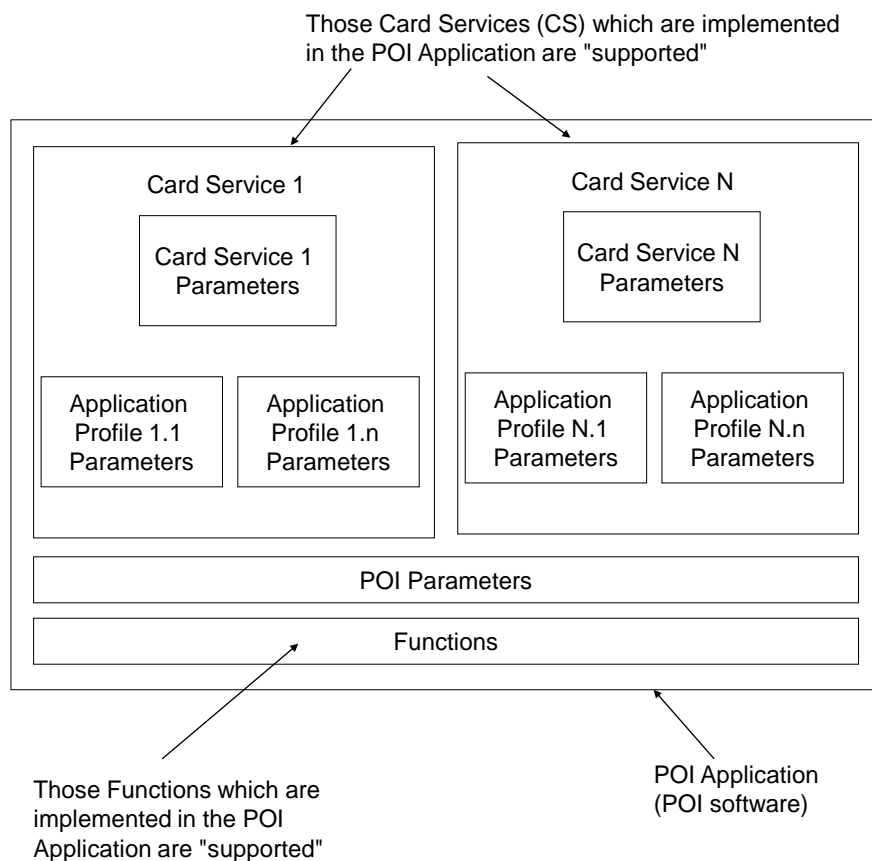 Those Card Services (CS) which are implemented
in the POI Application are "supported"
Card Service 1
Card Service 1
Parameters
Application
Profile 1.1
Parameters
Application
Profile 1.n
Parameters
Card Service N
Card Service N
Parameters
Application
Profile N.1
Parameters
Application
Profile N.n
Parameters
POI Parameters
Functions
Those Functions which are
implemented in the POI
Application are "supported"
POI Application
(POI software)